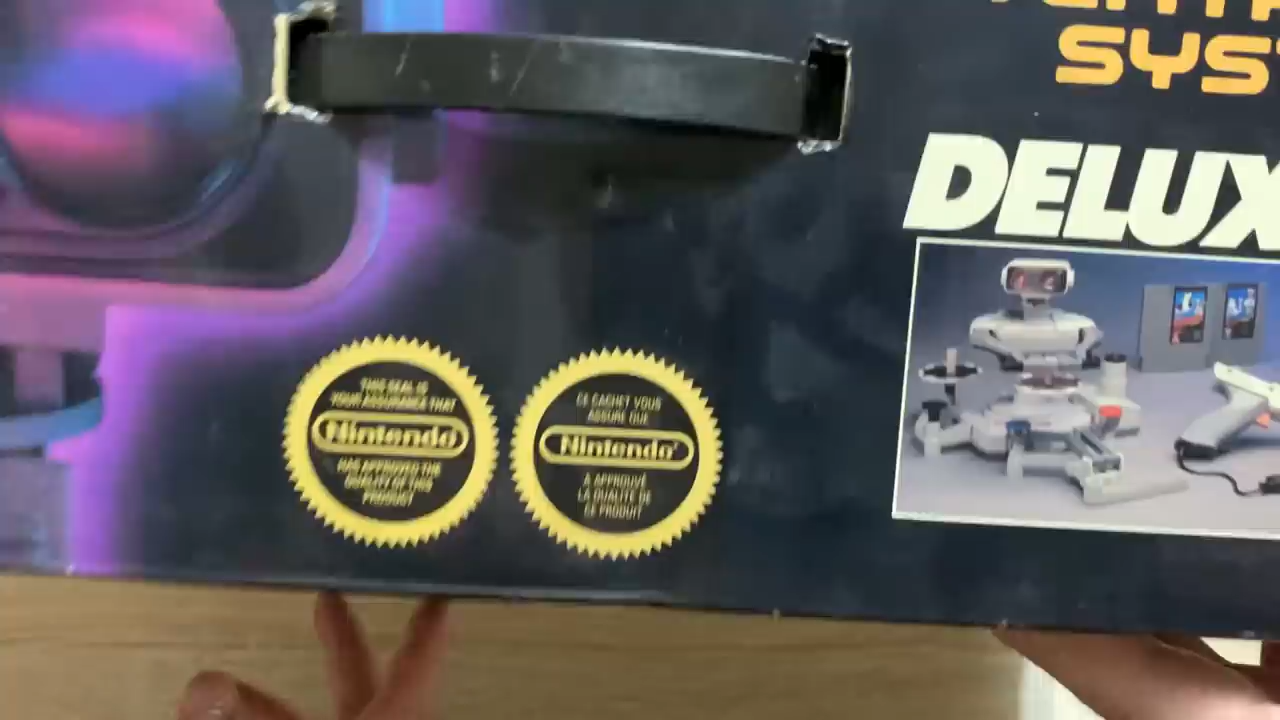 SYS
DELUX
THIS SEAL IS
YOUR ASSURANCE THAT
Nintendo
HAS APPROVED THE
QUALITY OF THIS
PRODUCT
CE CACHET VOUS
ASSURE QUE
Nintendo
A APPROUVÉ
LA QUALITÉ DE
CE PRODUIT